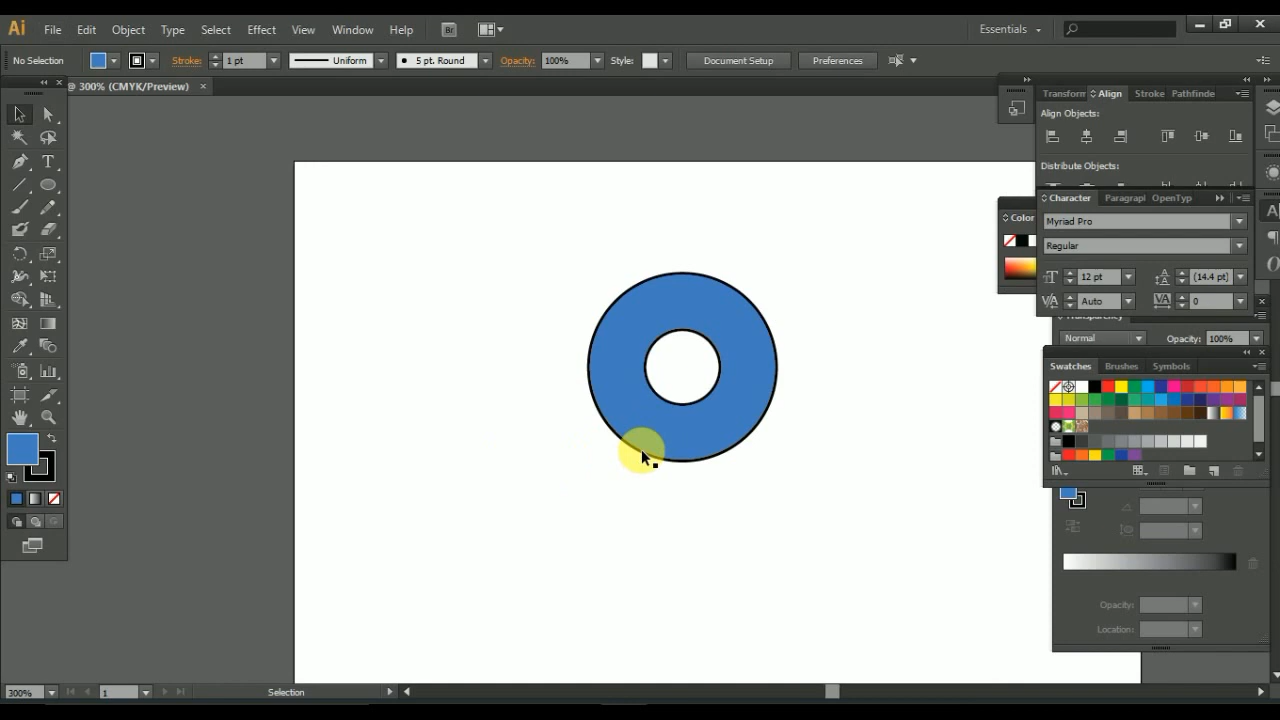 Ai File Edit Object Type Select Effect View Window Help Br Essentials
No Selection Stroke: 1 pt Uniform 5 pt. Round Opacity: 100% Style: Document Setup Preferences
@ 300% (CMYK/Preview) ×
Transform Align Stroke Pathfinde
Align Objects:
Distribute Objects:
Character Paragrapl OpenTyp
Color
Myriad Pro
Regular
12 pt (14.4 pt)
Auto 0
Transparency
Normal Opacity: 100%
Swatches Brushes Symbols
Opacity:
Location:
300% 1 Selection